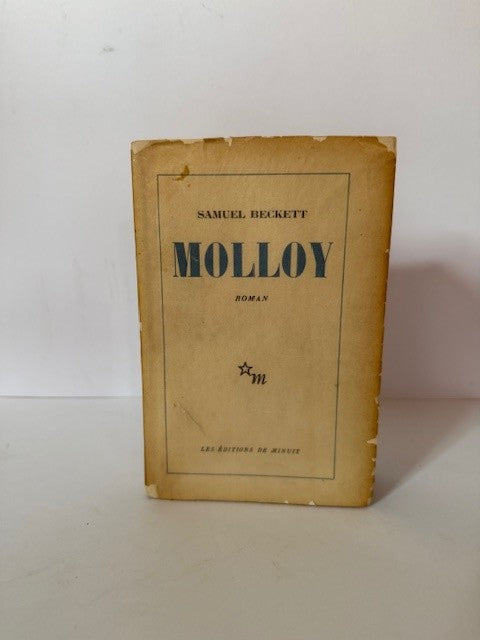 SAMUEL BECKETT
MOLLOY
ROMAN
m
LES ÉDITIONS DE MINUIT